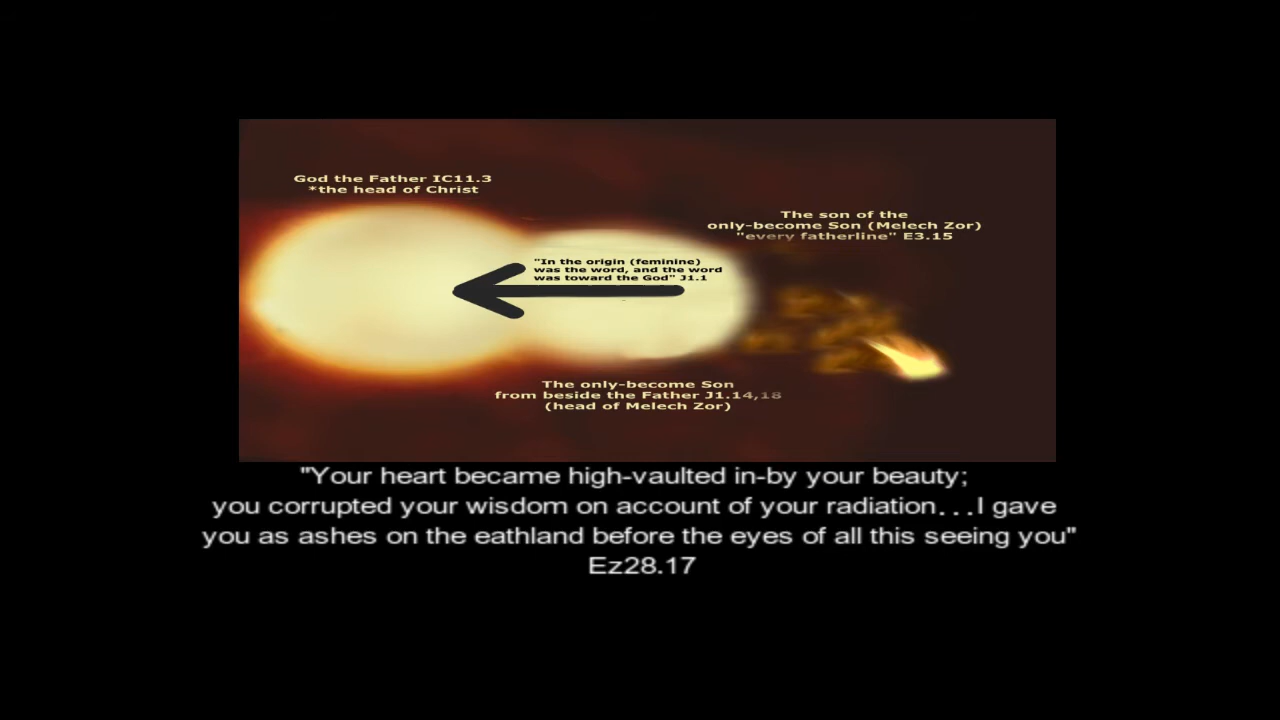 God the Father IC11.3
*the head of Christ
The son of the
only-become Son (Melech Zor)
"every fatherline" E3.15
"In the origin (feminine)
was the word, and the word
was toward the God" J1.1
The only-become Son
from beside the Father J1.14,18
(head of Melech Zor)
"Your heart became high-vaulted in-by your beauty;
you corrupted your wisdom on account of your radiation...I gave
you as ashes on the eathland before the eyes of all this seeing you"
Ez28.17